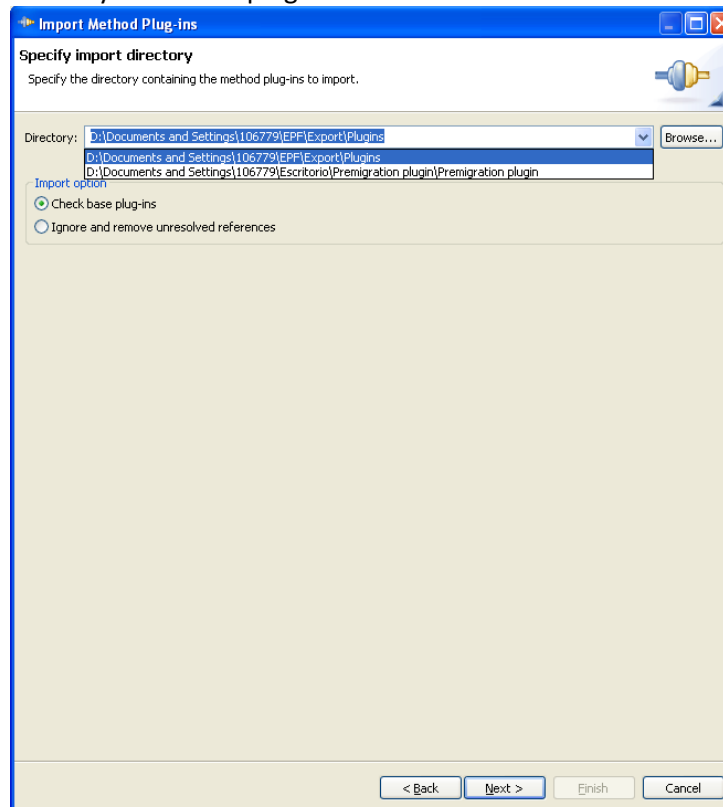 Import Method Plug-ins
Specify import directory
Specify the directory containing the method plug-ins to import.
Directory: D:\Documents and Settings\106779\EPF\Export\Plugins Browse...
D:\Documents and Settings\106779\EPF\Export\Plugins
D:\Documents and Settings\106779\Escritorio\Premigration plugin\Premigration plugin
Import option
Check base plug-ins
Ignore and remove unresolved references
< Back Next > Finish Cancel